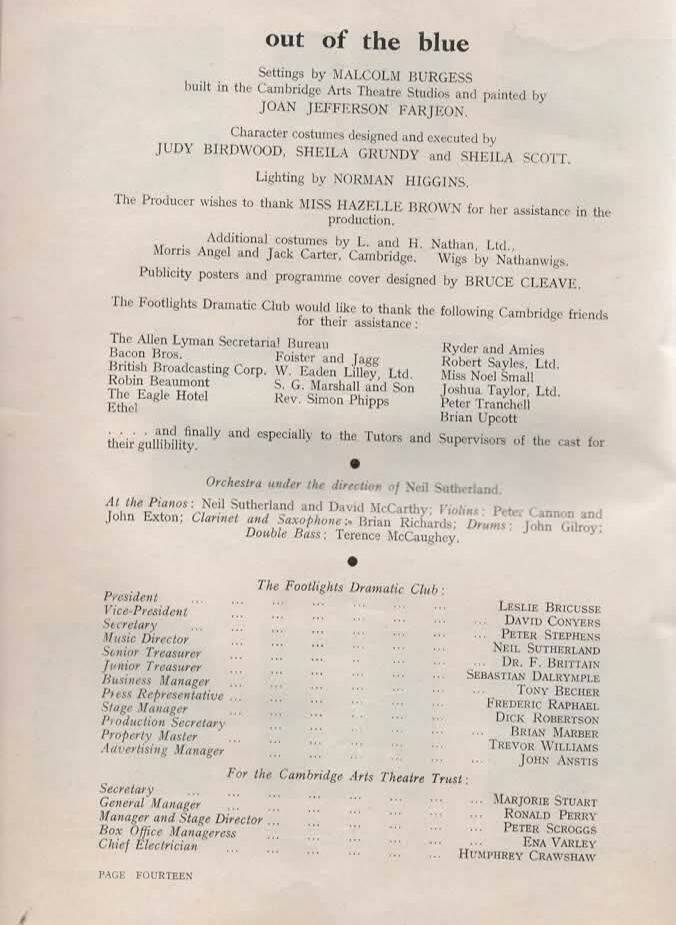 out of the blue
Settings by MALCOLM BURGESS
built in the Cambridge Arts Theatre Studios and painted by
JOAN JEFFERSON FARJEON.
Character costumes designed and executed by
JUDY BIRDWOOD, SHEILA GRUNDY and SHEILA SCOTT.
Lighting by NORMAN HIGGINS.
The Producer wishes to thank MISS HAZELLE BROWN for her assistance in the
production.
Additional costumes by L. and H. Nathan, Ltd.,
Morris Angel and Jack Carter, Cambridge. Wigs by Nathanwigs.
Publicity posters and programme cover designed by BRUCE CLEAVE.
The Footlights Dramatic Club would like to thank the following Cambridge friends
for their assistance :
The Allen Lyman Secretarial Bureau
Bacon Bros.
British Broadcasting Corp.
Robin Beaumont
The Eagle Hotel
Ethel
Foister and Jagg
W. Eaden Lilley, Ltd.
S. G. Marshall and Son
Rev. Simon Phipps
Ryder and Amies
Robert Sayles, Ltd.
Miss Noel Small
Joshua Taylor, Ltd.
Peter Tranchell
Brian Upcott
. . . . and finally and especially to the Tutors and Supervisors of the cast for
their gullibility.
Orchestra under the direction of Neil Sutherland.
At the Pianos : Neil Sutherland and David McCarthy; Violins : Peter Cannon and
John Exton; Clarinet and Saxophone : Brian Richards; Drums : John Gilroy;
Double Bass : Terence McCaughey.
The Footlights Dramatic Club :
President ... ... ... ... ... ... ... LESLIE BRICUSSE
Vice-President ... ... ... ... ... ... ... DAVID CONYERS
Secretary ... ... ... ... ... ... ... ... PETER STEPHENS
Music Director ... ... ... ... ... ... NEIL SUTHERLAND
Senior Treasurer ... ... ... ... ... ... ... DR. F. BRITTAIN
Junior Treasurer ... ... ... ... ... ... SEBASTIAN DALRYMPLE
Business Manager ... ... ... ... ... ... ... TONY BECHER
Press Representative ... ... ... ... ... ... FREDERIC RAPHAEL
Stage Manager ... ... ... ... ... ... DICK ROBERTSON
Production Secretary ... ... ... ... ... ... ... BRIAN MARBER
Property Master ... ... ... ... ... ... TREVOR WILLIAMS
Advertising Manager ... ... ... ... ... ... ... JOHN ANSTIS
For the Cambridge Arts Theatre Trust :
Secretary ... ... ... ... ... ... ... ... MARJORIE STUART
General Manager ... ... ... ... ... ... ... RONALD PERRY
Manager and Stage Director ... ... ... ... ... ... PETER SCROGGS
Box Office Manageress ... ... ... ... ... ... ... ENA VARLEY
Chief Electrician ... ... ... ... ... ... HUMPHREY CRAWSHAW
PAGE FOURTEEN